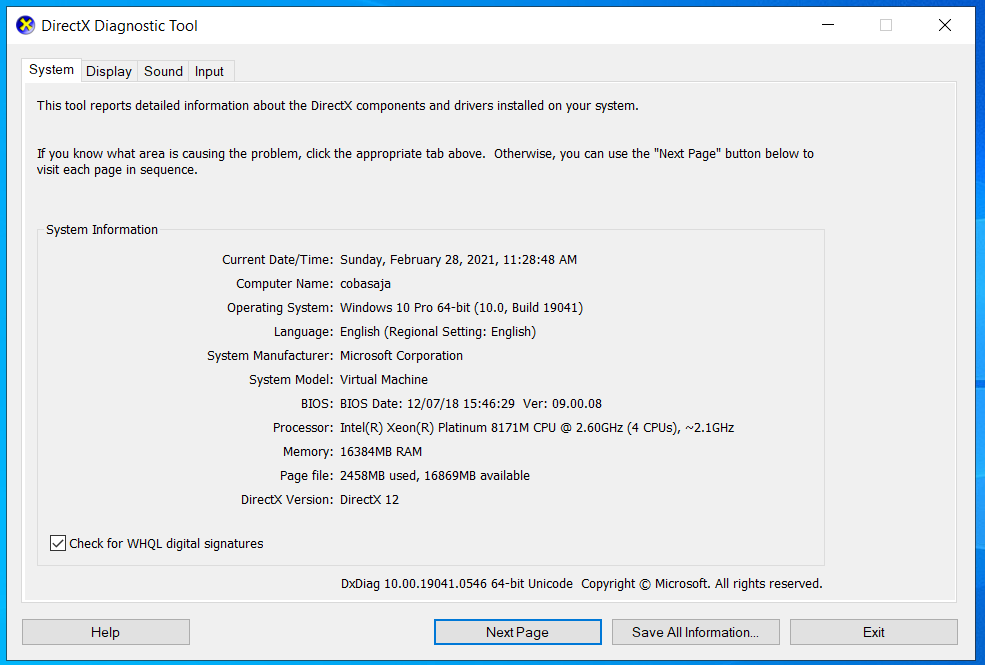 DirectX Diagnostic Tool
System Display Sound Input
This tool reports detailed information about the DirectX components and drivers installed on your system.
If you know what area is causing the problem, click the appropriate tab above.  Otherwise, you can use the "Next Page" button below to
visit each page in sequence.
System Information
Current Date/Time: Sunday, February 28, 2021, 11:28:48 AM
Computer Name: cobasaja
Operating System: Windows 10 Pro 64-bit (10.0, Build 19041)
Language: English (Regional Setting: English)
System Manufacturer: Microsoft Corporation
System Model: Virtual Machine
BIOS: BIOS Date: 12/07/18 15:46:29  Ver: 09.00.08
Processor: Intel(R) Xeon(R) Platinum 8171M CPU @ 2.60GHz (4 CPUs), ~2.1GHz
Memory: 16384MB RAM
Page file: 2458MB used, 16869MB available
DirectX Version: DirectX 12
Check for WHQL digital signatures
DxDiag 10.00.19041.0546 64-bit Unicode  Copyright © Microsoft. All rights reserved.
Help Next Page Save All Information... Exit